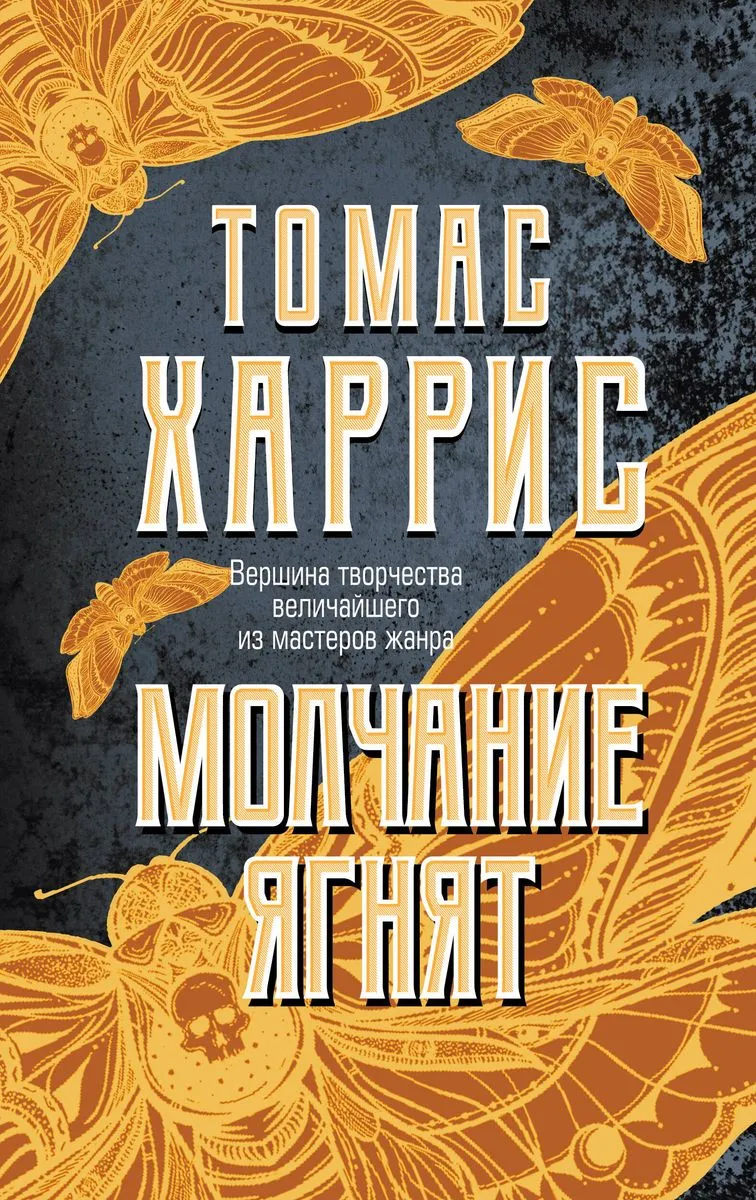 ТОМАС
ХАРРИС
Вершина творчества
величайшего
из мастеров жанра
МОЛЧАНИЕ
ЯГНЯТ